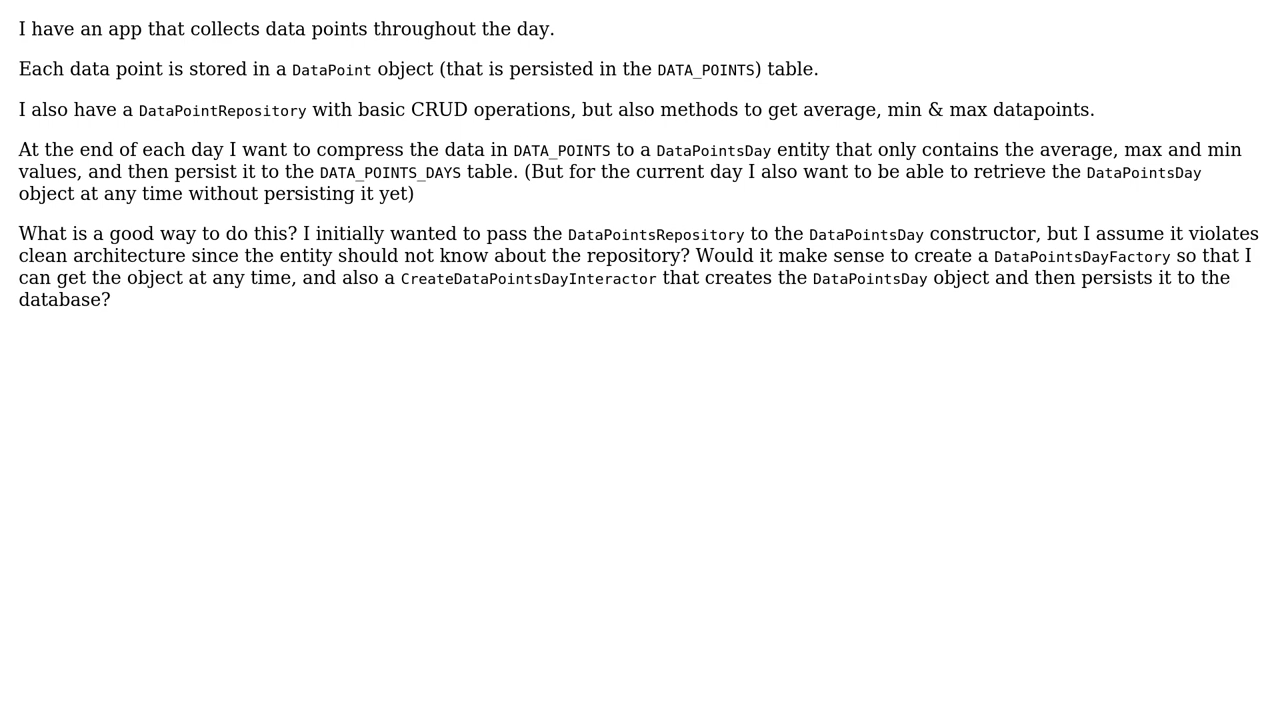 I have an app that collects data points throughout the day.
Each data point is stored in a DataPoint object (that is persisted in the DATA_POINTS) table.
I also have a DataPointRepository with basic CRUD operations, but also methods to get average, min & max datapoints.
At the end of each day I want to compress the data in DATA_POINTS to a DataPointsDay entity that only contains the average, max and min
values, and then persist it to the DATA_POINTS_DAYS table. (But for the current day I also want to be able to retrieve the DataPointsDay
object at any time without persisting it yet)
What is a good way to do this? I initially wanted to pass the DataPointsRepository to the DataPointsDay constructor, but I assume it violates
clean architecture since the entity should not know about the repository? Would it make sense to create a DataPointsDayFactory so that I
can get the object at any time, and also a CreateDataPointsDayInteractor that creates the DataPointsDay object and then persists it to the
database?